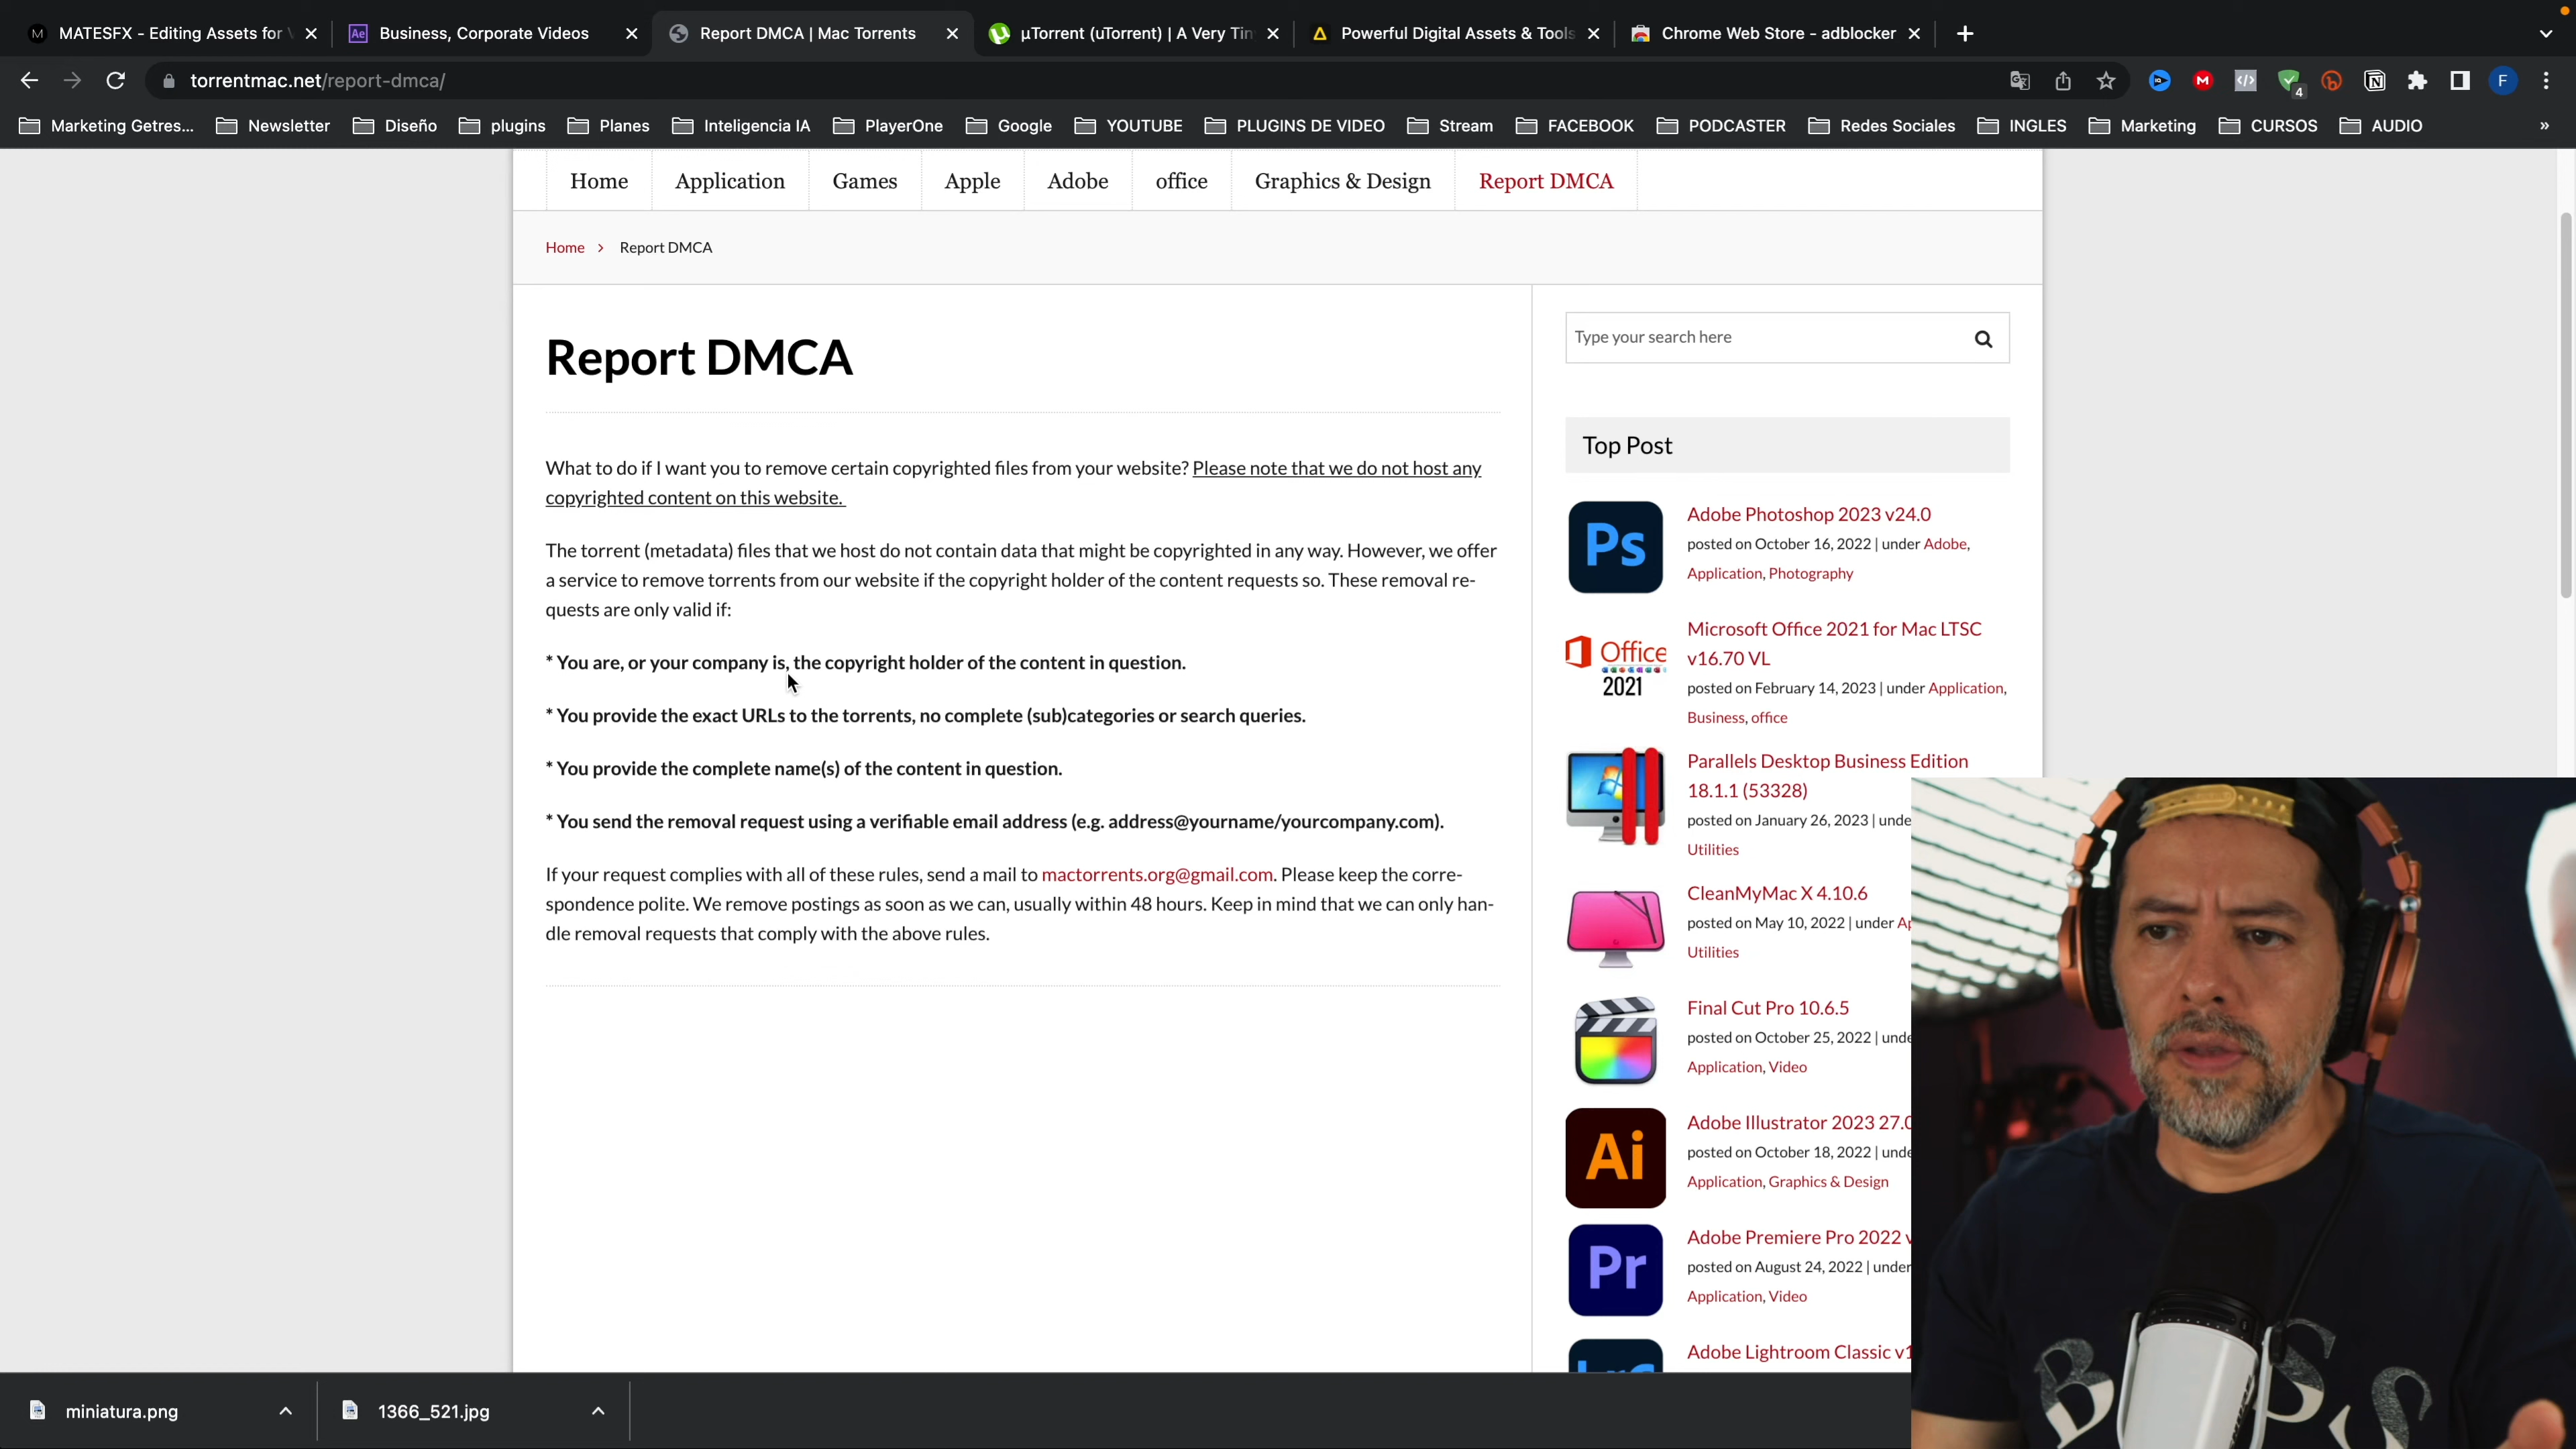 MATESFX - Editing Assets for V
Business, Corporate Videos
Report DMCA | Mac Torrents
µTorrent (uTorrent) | A Very Tin
Powerful Digital Assets & Tools
Chrome Web Store - adblocker
torrentmac.net/report-dmca/
4
F
Marketing Getres...
Newsletter
Diseño
plugins
Planes
Inteligencia IA
PlayerOne
Google
YOUTUBE
PLUGINS DE VIDEO
Stream
FACEBOOK
PODCASTER
Redes Sociales
INGLES
Marketing
CURSOS
AUDIO
»
Home
Application
Games
Apple
Adobe
office
Graphics & Design
Report DMCA
Home > Report DMCA
Report DMCA
What to do if I want you to remove certain copyrighted files from your website? Please note that we do not host any
copyrighted content on this website.
The torrent (metadata) files that we host do not contain data that might be copyrighted in any way. However, we offer
a service to remove torrents from our website if the copyright holder of the content requests so. These removal re-
quests are only valid if:
* You are, or your company is, the copyright holder of the content in question.
* You provide the exact URLs to the torrents, no complete (sub)categories or search queries.
* You provide the complete name(s) of the content in question.
* You send the removal request using a verifiable email address (e.g. address@yourname/yourcompany.com).
If your request complies with all of these rules, send a mail to mactorrents.org@gmail.com. Please keep the corre-
spondence polite. We remove postings as soon as we can, usually within 48 hours. Keep in mind that we can only han-
dle removal requests that comply with the above rules.
Type your search here
Top Post
Ps
Adobe Photoshop 2023 v24.0
posted on October 16, 2022 | under Adobe,
Application, Photography
Office
2021
Microsoft Office 2021 for Mac LTSC
v16.70 VL
posted on February 14, 2023 | under Application,
Business, office
Parallels Desktop Business Edition
18.1.1 (53328)
posted on January 26, 2023 | unde
Utilities
CleanMyMac X 4.10.6
posted on May 10, 2022 | under Ap
Utilities
Final Cut Pro 10.6.5
posted on October 25, 2022 | unde
Application, Video
Ai
Adobe Illustrator 2023 27.0
posted on October 18, 2022 | unde
Application, Graphics & Design
Pr
Adobe Premiere Pro 2022 v
posted on August 24, 2022 | under
Application, Video
LrC
Adobe Lightroom Classic v1
miniatura.png
1366_521.jpg